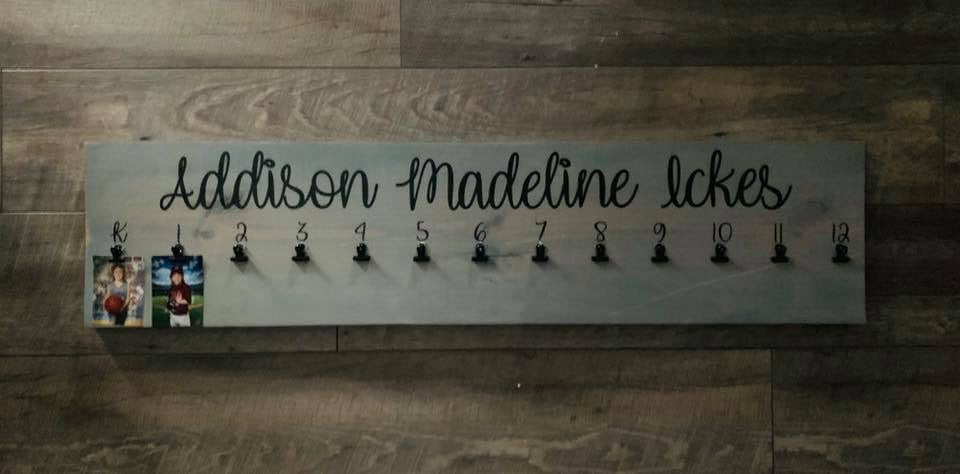 Addison Madeline Ickes
K 1 2 3 4 5 6 7 8 9 10 11 12